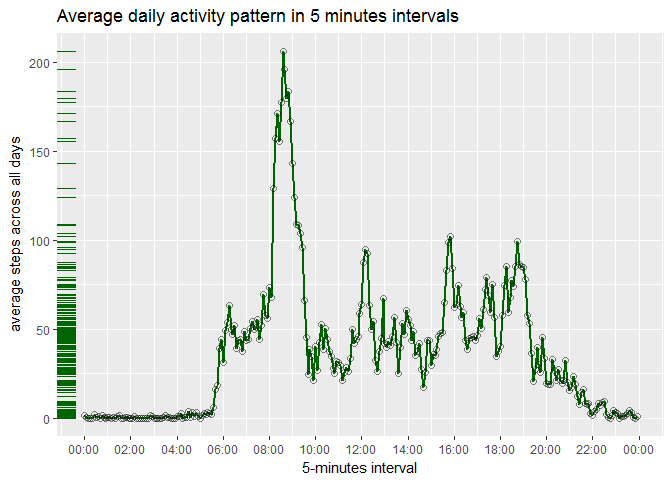 Average daily activity pattern in 5 minutes intervals
average steps across all days
200
150
100
50
0
00:00 02:00 04:00 06:00 08:00 10:00 12:00 14:00 16:00 18:00 20:00 22:00 00:00
5-minutes interval